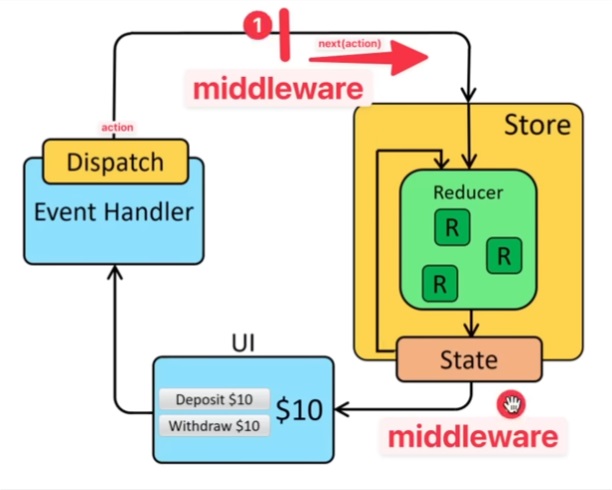 1
next(action)
middleware
action
Dispatch
Event Handler
Store
Reducer
R
R
R
State
UI
Deposit $10
Withdraw $10
$10
middleware